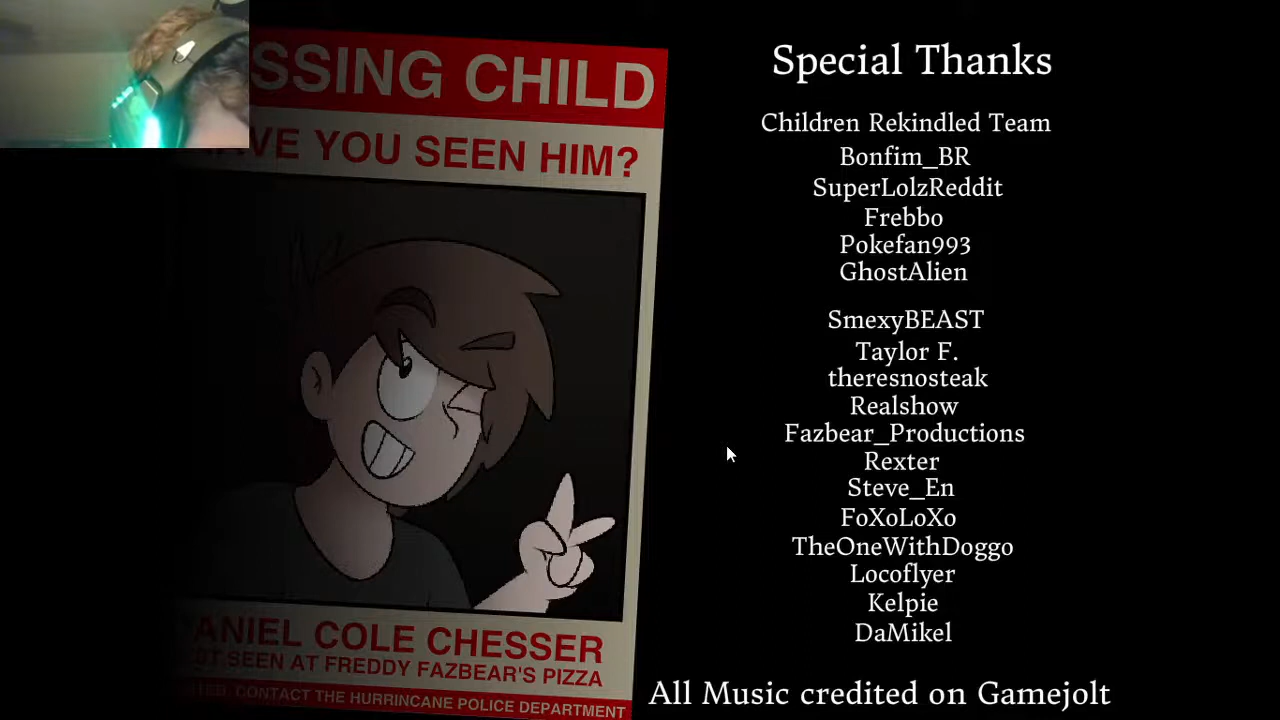 SSING CHILD
VE YOU SEEN HIM?
ANIEL COLE CHESSER
ST SEEN AT FREDDY FAZBEAR'S PIZZA
CONTACT THE HURRINCANE POLICE DEPARTMENT
Special Thanks
Children Rekindled Team
Bonfim_BR
SuperLolzReddit
Frebbo
Pokefan993
GhostAlien
SmexyBEAST
Taylor F.
theresnosteak
Realshow
Fazbear_Productions
Rexter
Steve_En
FoXoLoXo
TheOneWithDoggo
Locoflyer
Kelpie
DaMikel
All Music credited on Gamejolt